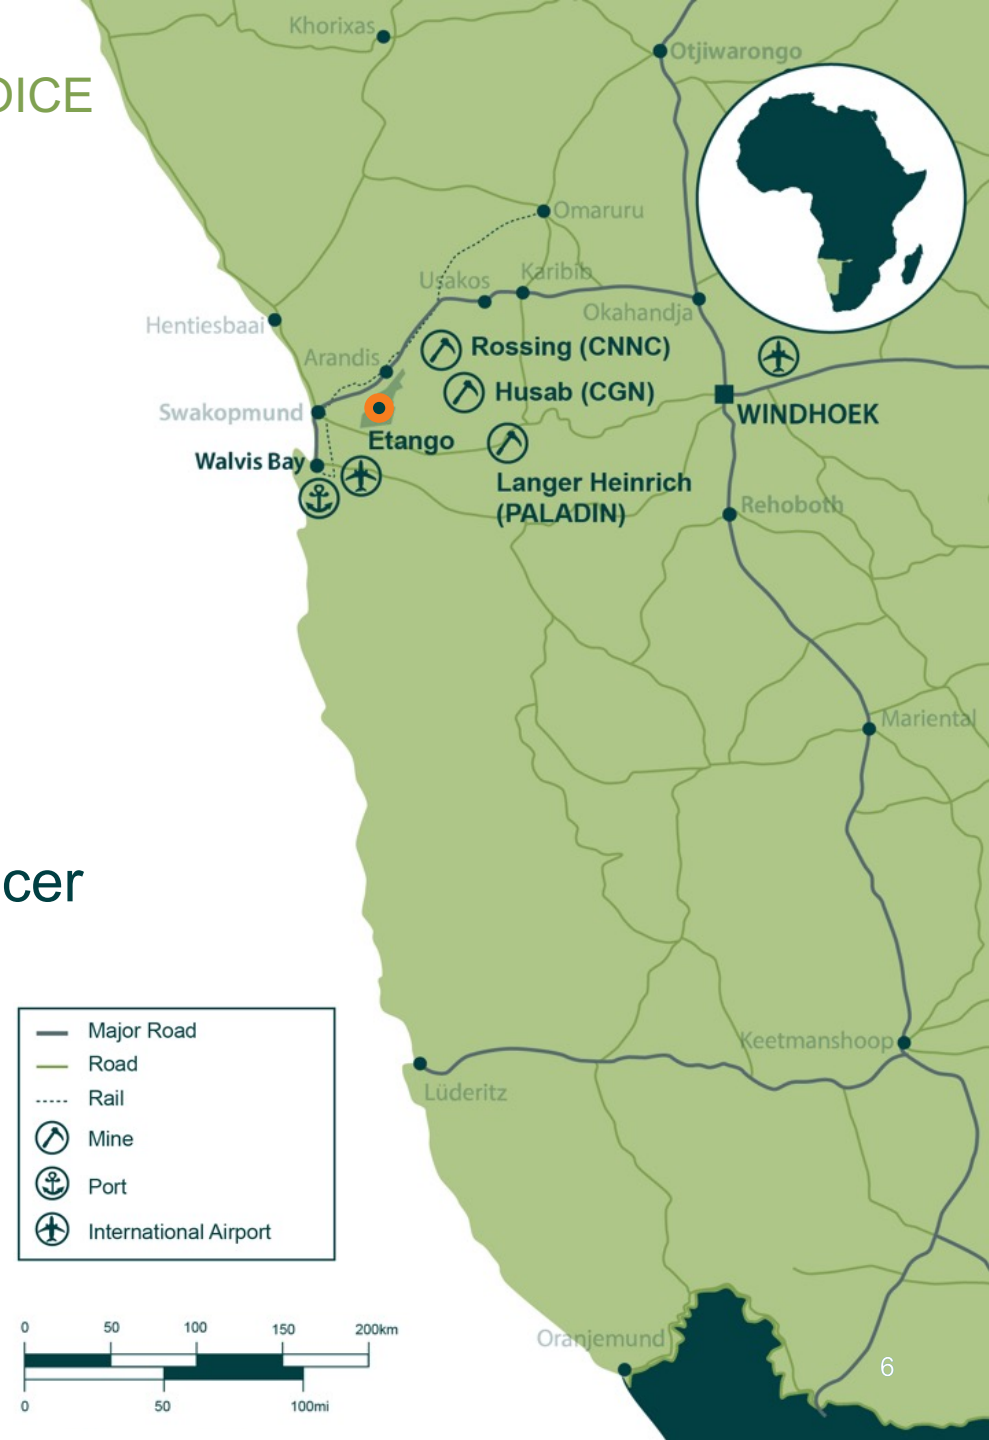 Khorixas
Otjiwarongo
OICE
Omaruru
Usakos
Karibib
Okahandja
Hentiesbaai
Arandis
Rossing (CNNC)
Husab (CGN)
Swakopmund
WINDHOEK
Etango
Walvis Bay
Langer Heinrich
(PALADIN)
Rehoboth
Mariental
cer
Major Road
Road
Rail
Mine
Port
International Airport
Keetmanshoop
Lüderitz
0 50 100 150 200km
0 50 100mi
Oranjemund
6